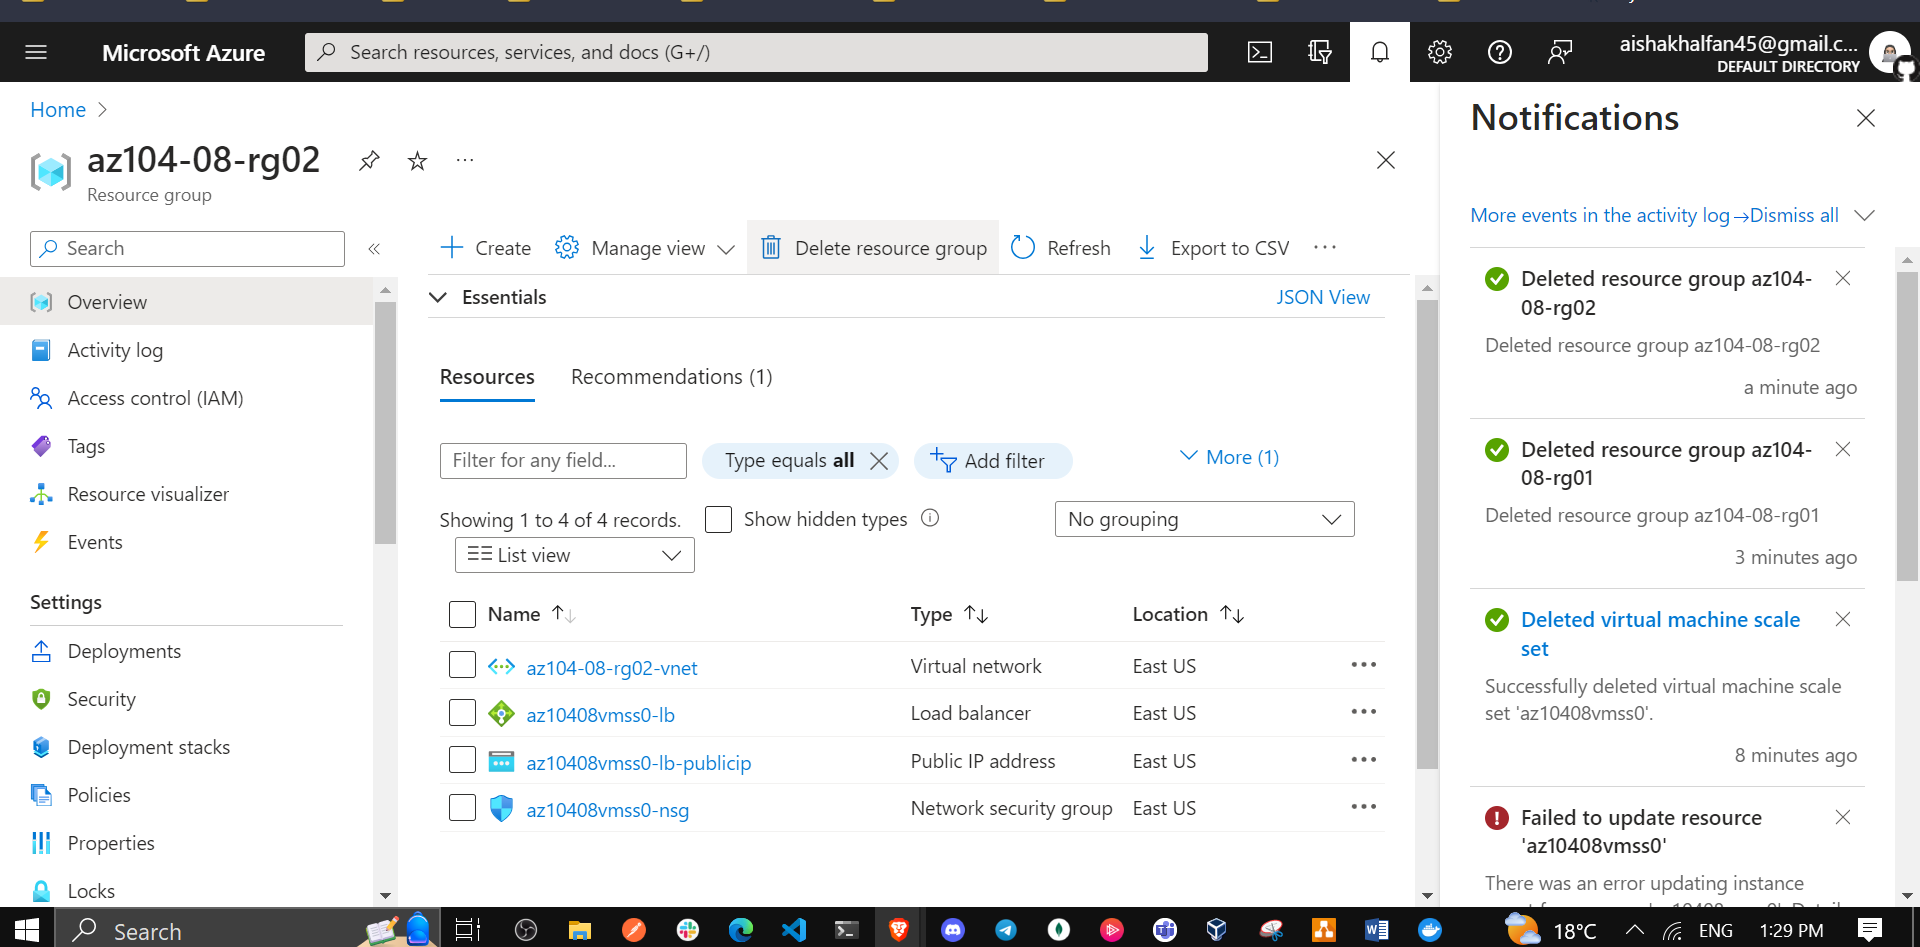 Microsoft Azure
Search resources, services, and docs (G+/)
aishakhalfan45@gmail.c...
DEFAULT DIRECTORY
Home
az104-08-rg02
Resource group
Search
Overview
Activity log
Access control (IAM)
Tags
Resource visualizer
Events
Settings
Deployments
Security
Deployment stacks
Policies
Properties
Locks
Create
Manage view
Delete resource group
Refresh
Export to CSV
Essentials
JSON View
Resources
Recommendations (1)
Filter for any field...
Type equals all
Add filter
More (1)
Showing 1 to 4 of 4 records.
Show hidden types
No grouping
List view
Name Type Location
az104-08-rg02-vnet Virtual network East US
az10408vmss0-lb Load balancer East US
az10408vmss0-lb-publicip Public IP address East US
az10408vmss0-nsg Network security group East US
Notifications
More events in the activity log→ Dismiss all
Deleted resource group az104-
08-rg02
Deleted resource group az104-08-rg02
a minute ago
Deleted resource group az104-
08-rg01
Deleted resource group az104-08-rg01
3 minutes ago
Deleted virtual machine scale
set
Successfully deleted virtual machine scale
set 'az10408vmss0'.
8 minutes ago
Failed to update resource
'az10408vmss0'
There was an error updating instance
Search
18°C
ENG
1:29 PM